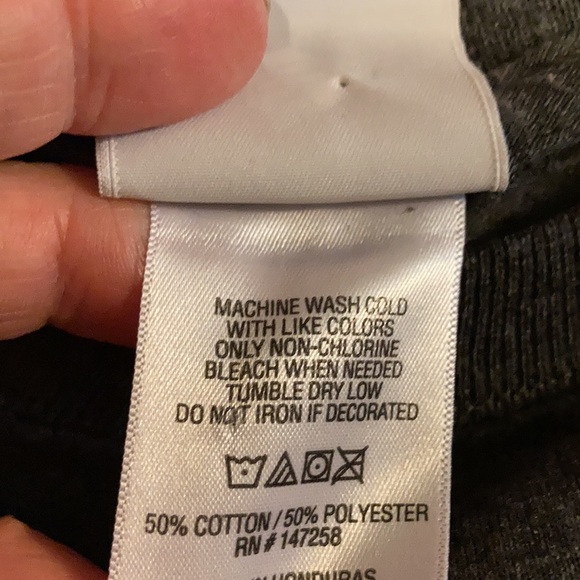 MACHINE WASH COLD
WITH LIKE COLORS
ONLY NON-CHLORINE
BLEACH WHEN NEEDED
TUMBLE DRY LOW
DO NOT IRON IF DECORATED
50% COTTON / 50% POLYESTER
RN # 147258
HONDURAS